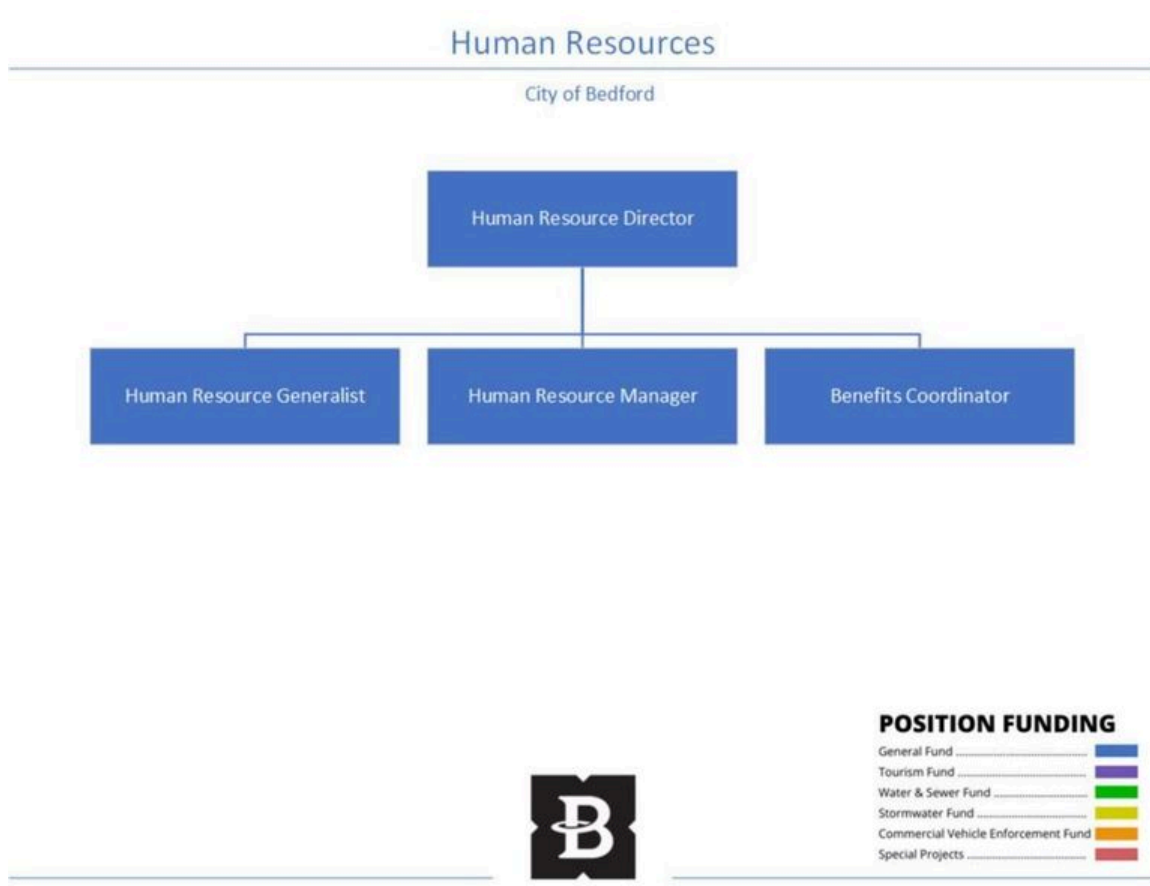 Human Resources
City of Bedford
Human Resource Director
Human Resource Generalist
Human Resource Manager
Benefits Coordinator
POSITION FUNDING
General Fund
Tourism Fund
Water & Sewer Fund
Stormwater Fund
Commercial Vehicle Enforcement Fund
Special Projects
B